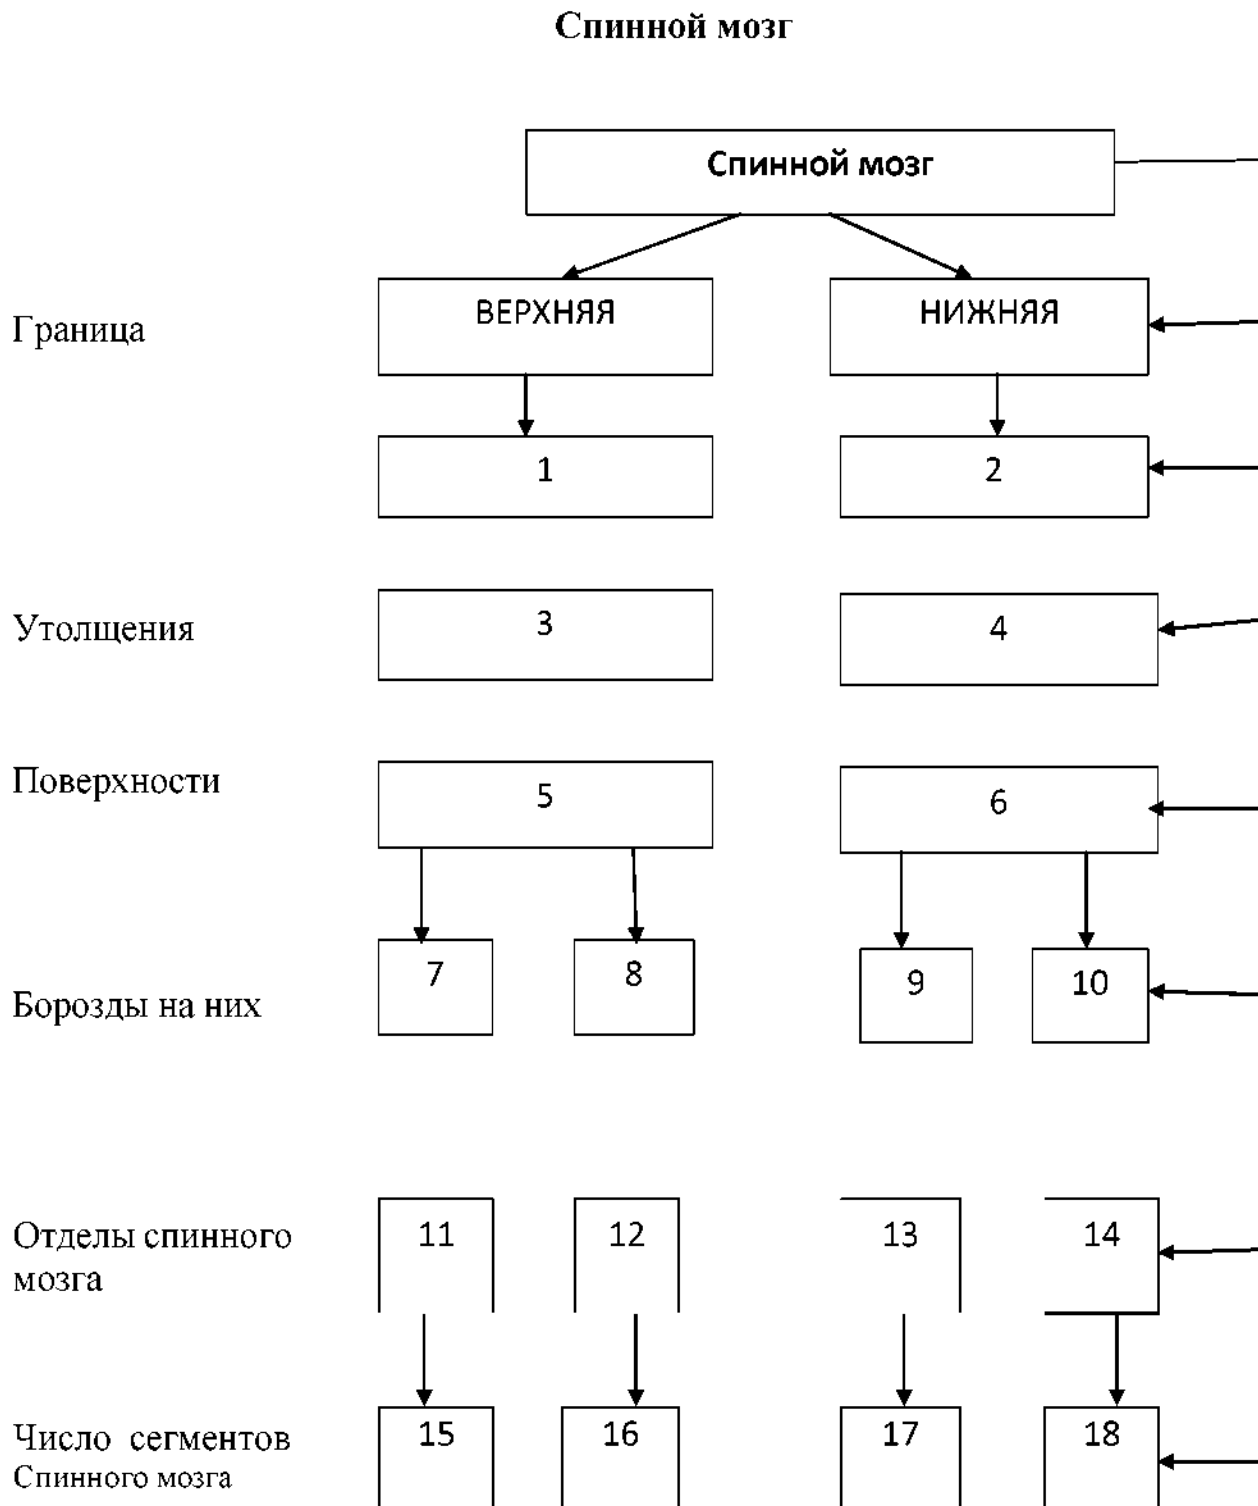 Спинной мозг
Спинной мозг
Граница
ВЕРХНЯЯ
НИЖНЯЯ
1
2
Утолщения
3
4
Поверхности
5
6
Борозды на них
7
8
9
10
Отделы спинного
мозга
11
12
13
14
Число сегментов
Спинного мозга
15
16
17
18